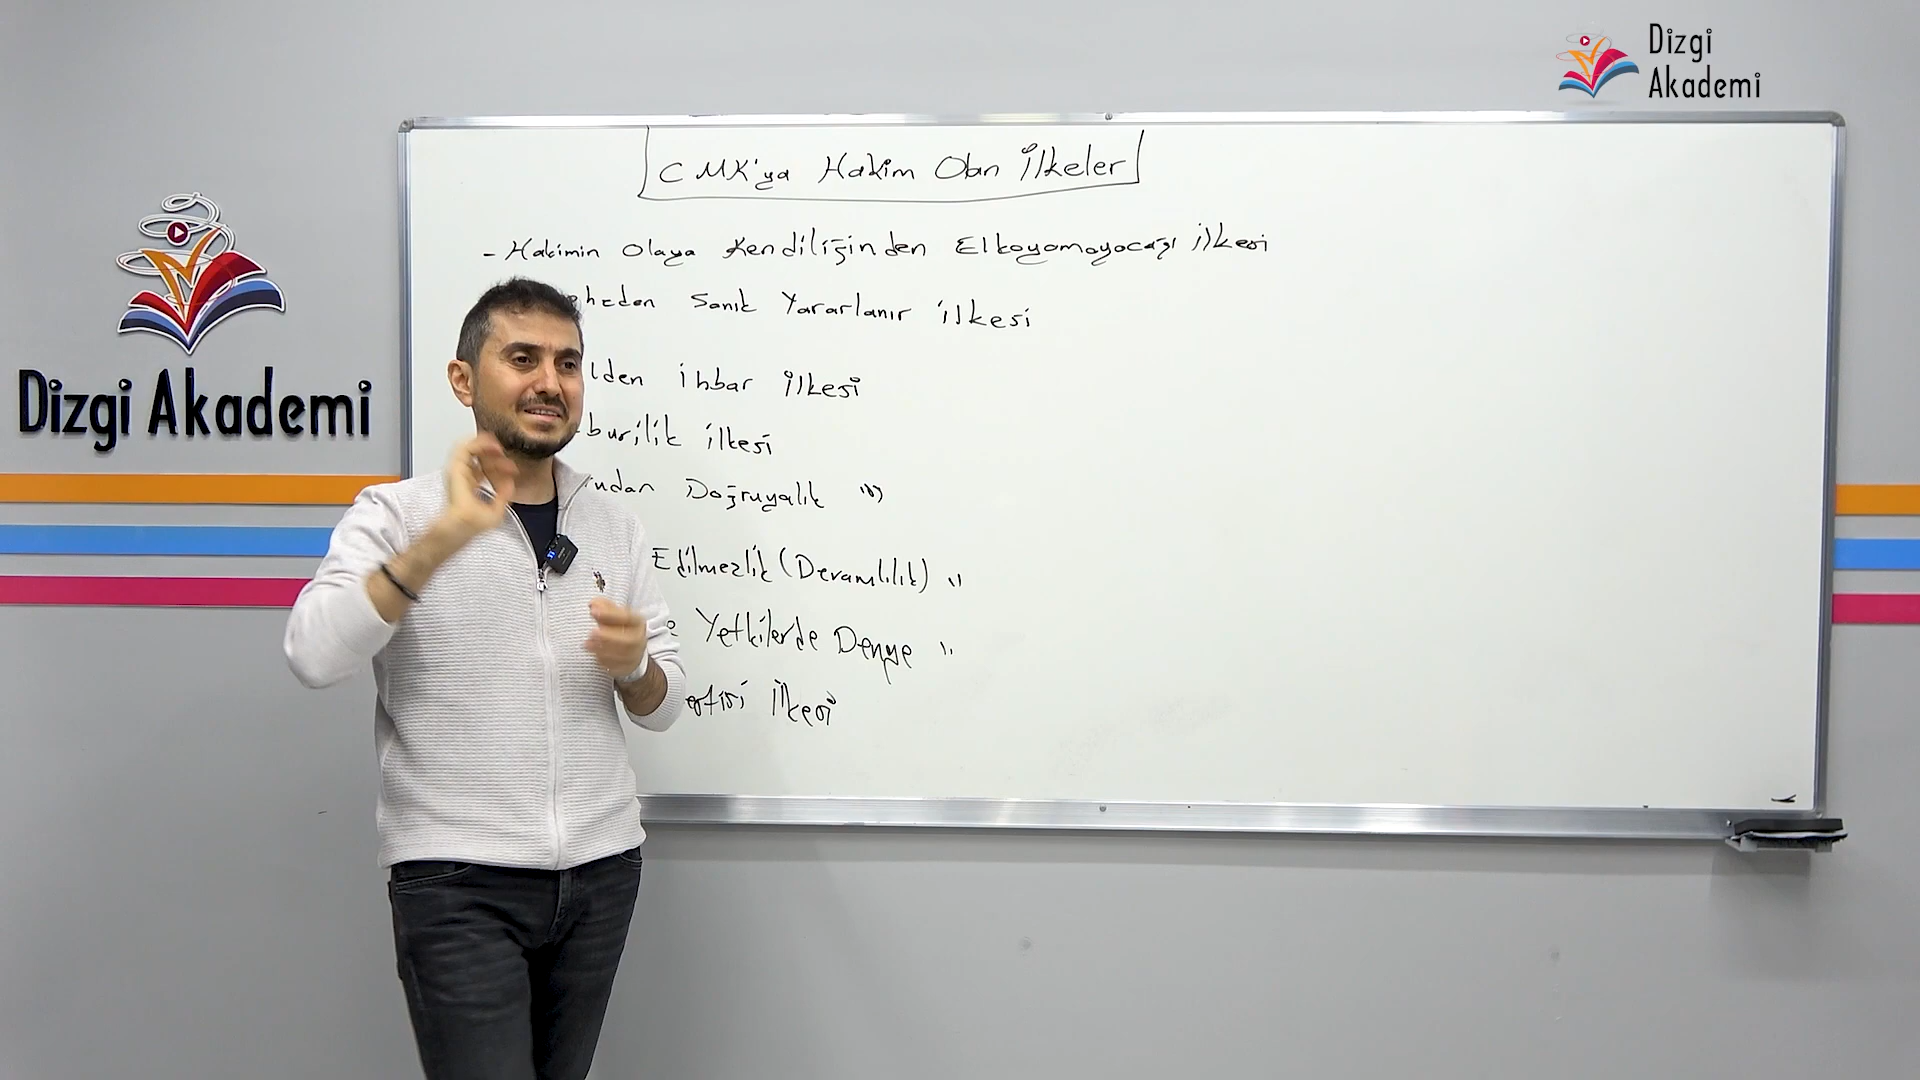 Dizgi
Akademi
Dizgi Akademi
CMK'ya Hakim Olan İlkeler
- Hakimin Olaya Kendiliğinden Elkoyamayacağı İlkesi
heden Sanık Yararlanır İlkesi
lden İhbar İlkesi
burilik İlkesi
ndan Doğruyalık "
Edilmezlik (Devamlılık) "
e Yetkilerde Denge "
İlkesi